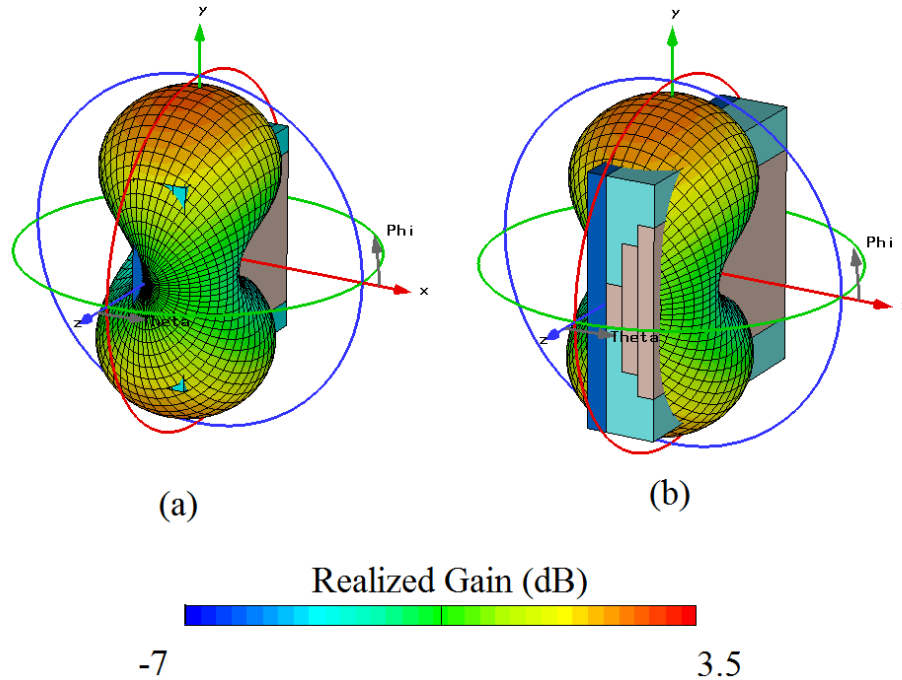 y
Phi
x
z
Theta
(a)
y
Phi
z
Theta
(b)
Realized Gain (dB)
-7
3.5